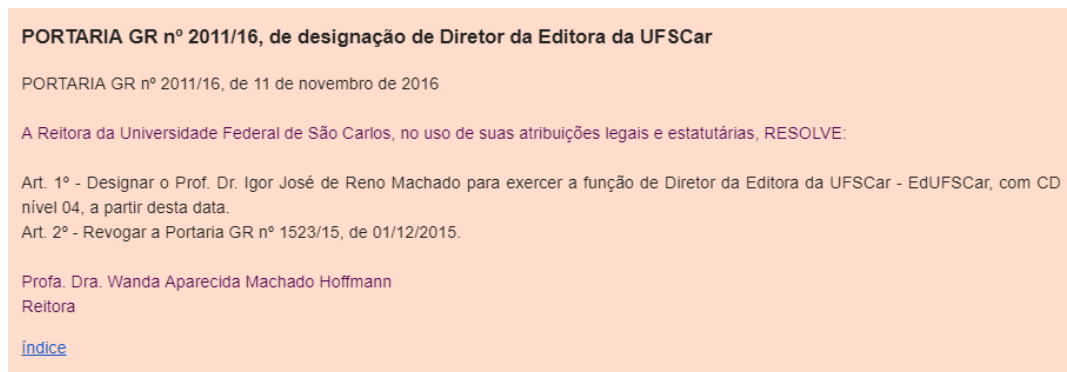 PORTARIA GR nº 2011/16, de designação de Diretor da Editora da UFSCar
PORTARIA GR nº 2011/16, de 11 de novembro de 2016
A Reitora da Universidade Federal de São Carlos, no uso de suas atribuições legais e estatutárias, RESOLVE:
Art. 1º - Designar o Prof. Dr. Igor José de Reno Machado para exercer a função de Diretor da Editora da UFSCar - EdUFSCar, com CD
nível 04, a partir desta data.
Art. 2º - Revogar a Portaria GR nº 1523/15, de 01/12/2015.
Profa. Dra. Wanda Aparecida Machado Hoffmann
Reitora
índice